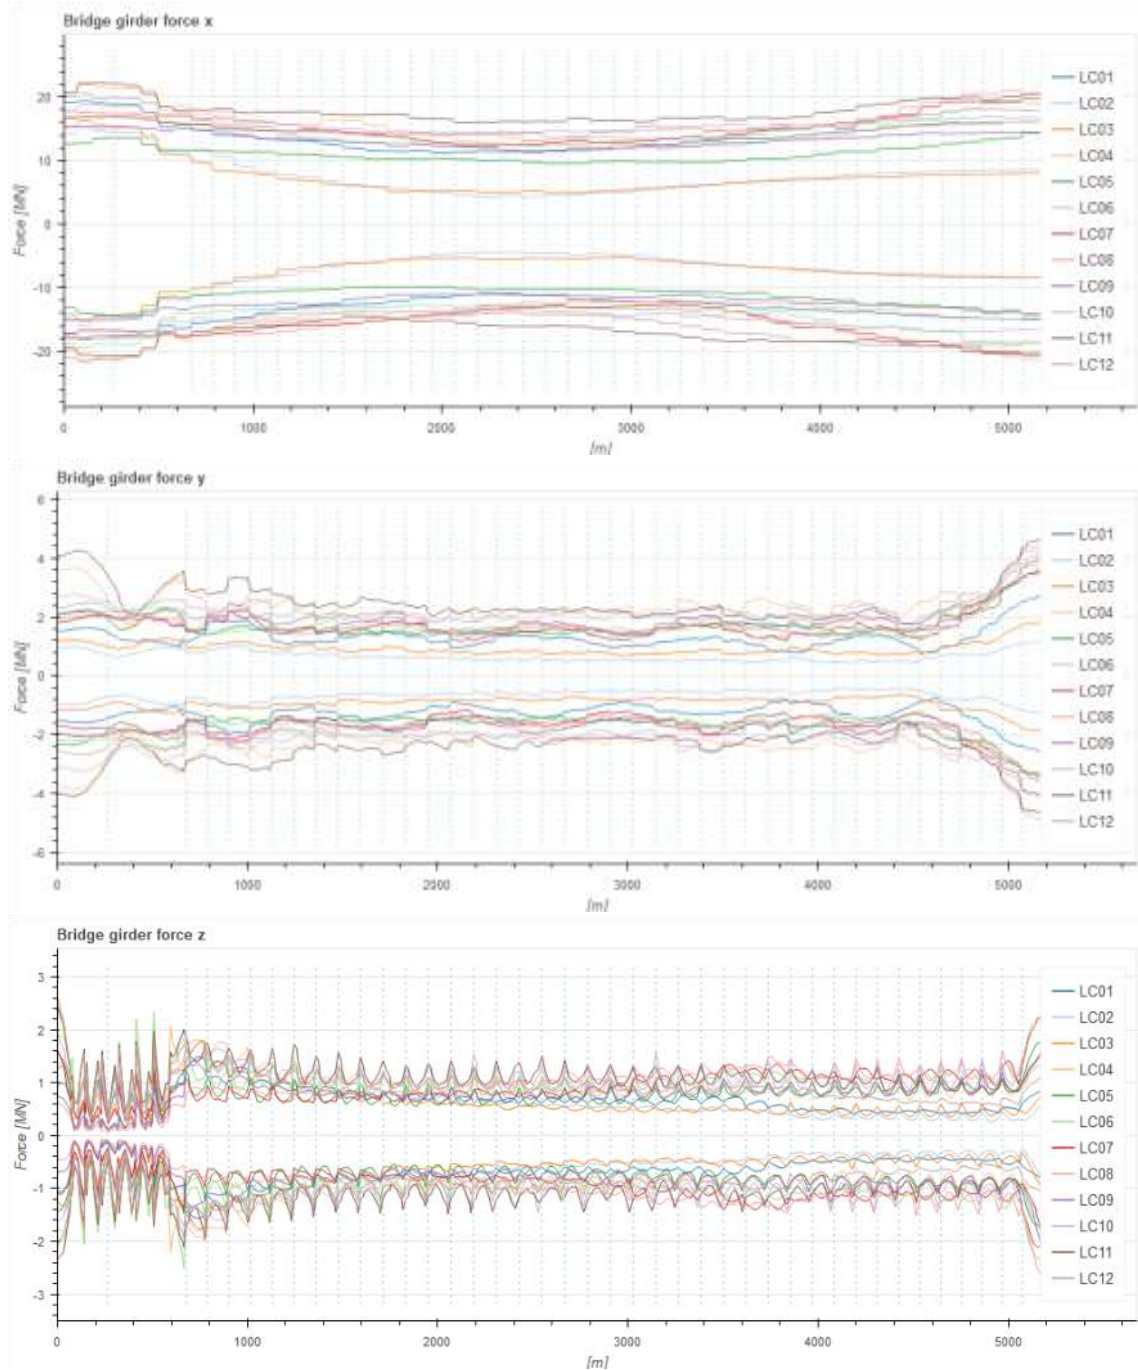 Bridge girder force x
Force [MN]
20
10
0
-10
-20
0 1000 2000 3000 4000 5000
[m]
LC01
LC02
LC03
LC04
LC05
LC06
LC07
LC08
LC09
LC10
LC11
LC12
Bridge girder force y
Force [MN]
6
4
2
0
-2
-4
-6
0 1000 2000 3000 4000 5000
[m]
LC01
LC02
LC03
LC04
LC05
LC06
LC07
LC08
LC09
LC10
LC11
LC12
Bridge girder force z
Force [MN]
3
2
1
0
-1
-2
-3
0 1000 2000 3000 4000 5000
[m]
LC01
LC02
LC03
LC04
LC05
LC06
LC07
LC08
LC09
LC10
LC11
LC12